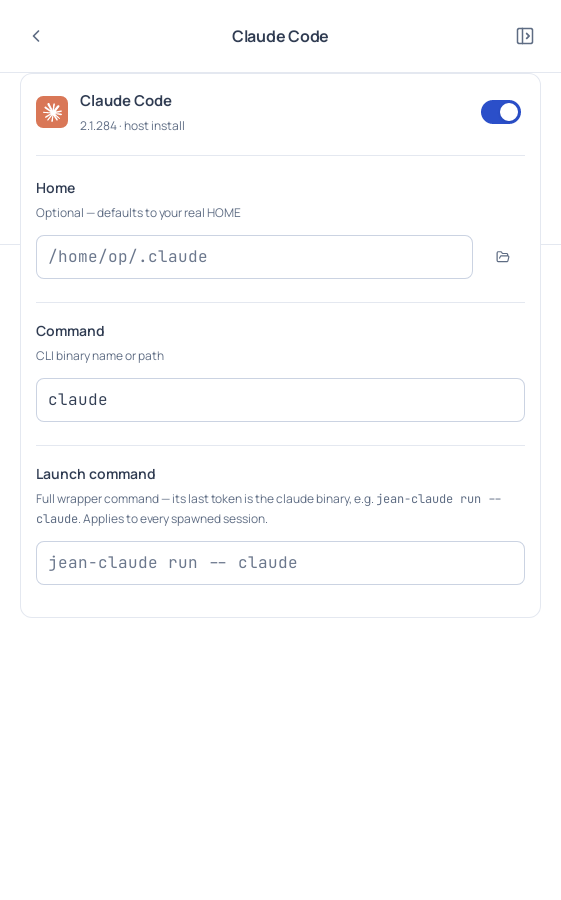 Claude Code
Claude Code
2.1.284 · host install
Home
Optional — defaults to your real HOME
/home/op/.claude
Command
CLI binary name or path
claude
Launch command
Full wrapper command — its last token is the claude binary, e.g. jean-claude run --
claude. Applies to every spawned session.
jean-claude run -- claude